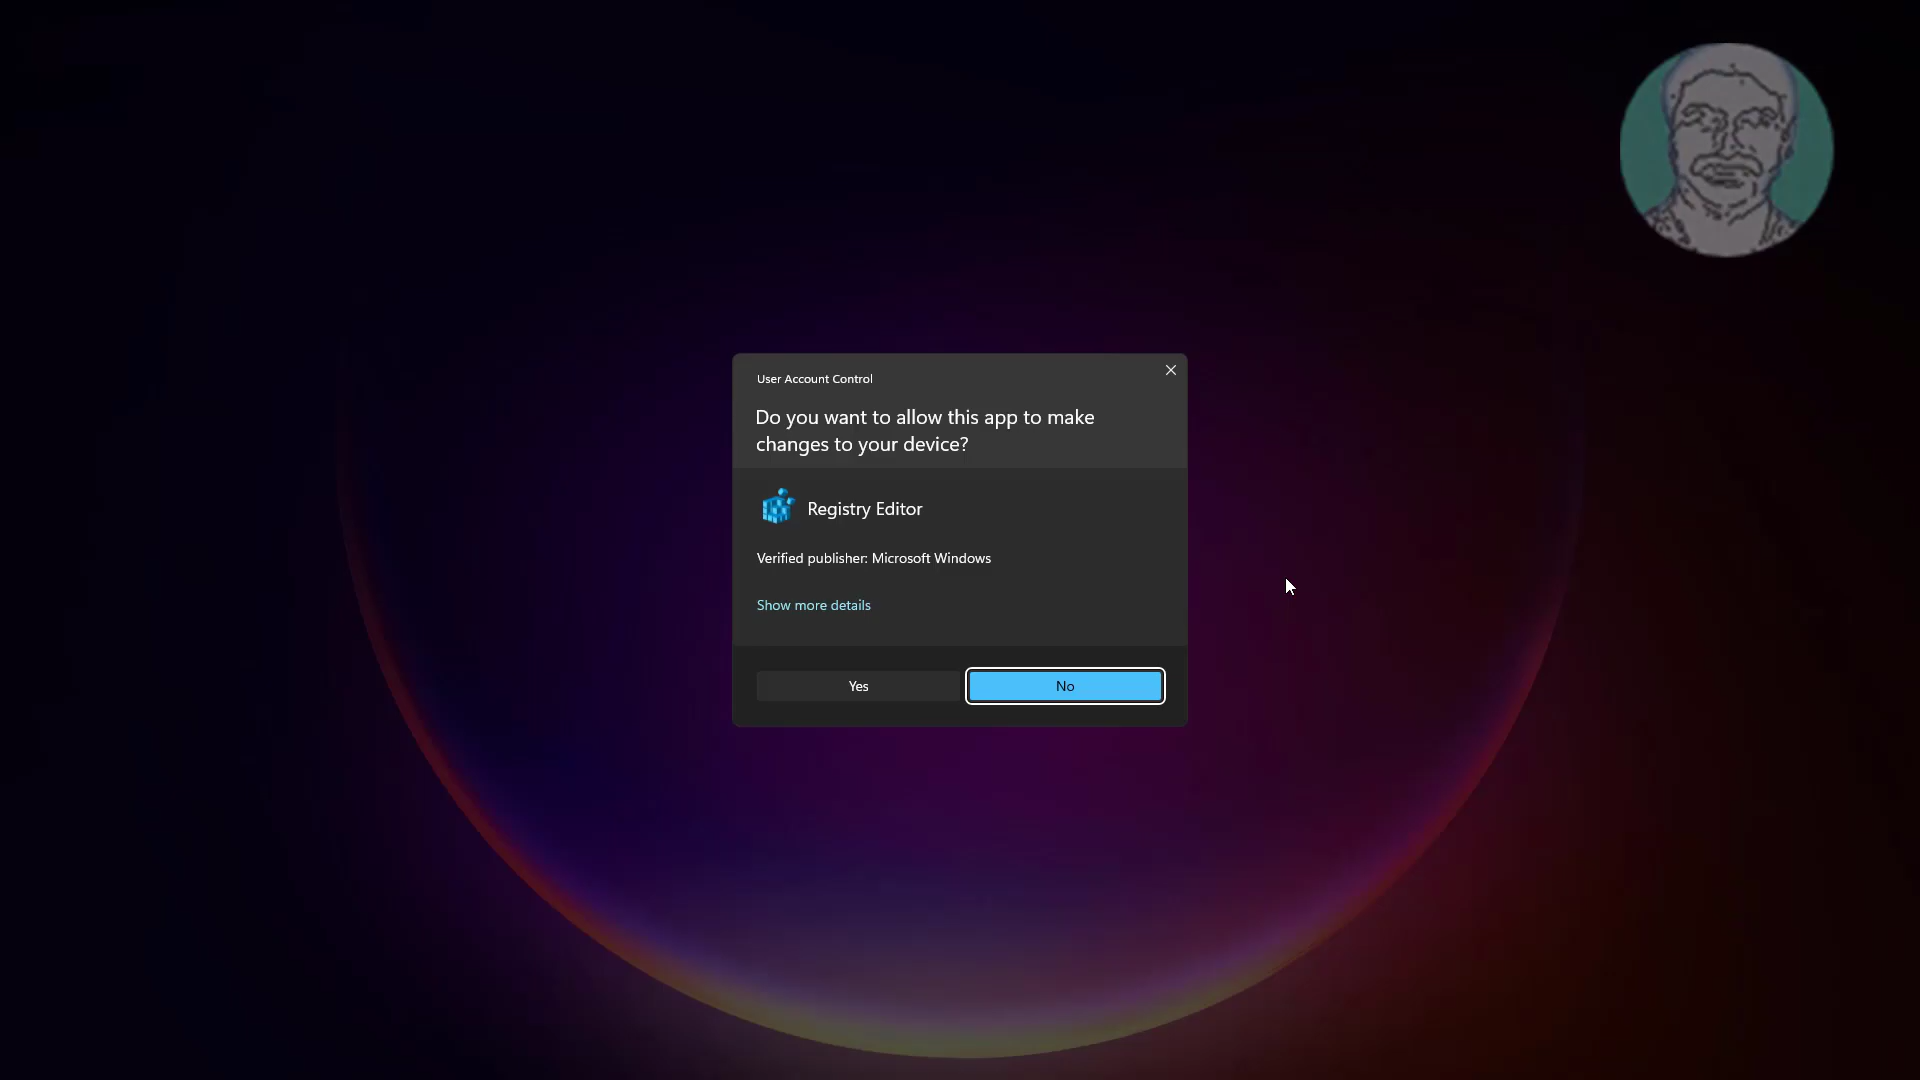 User Account Control
Do you want to allow this app to make
changes to your device?
Registry Editor
Verified publisher: Microsoft Windows
Show more details
Yes
No